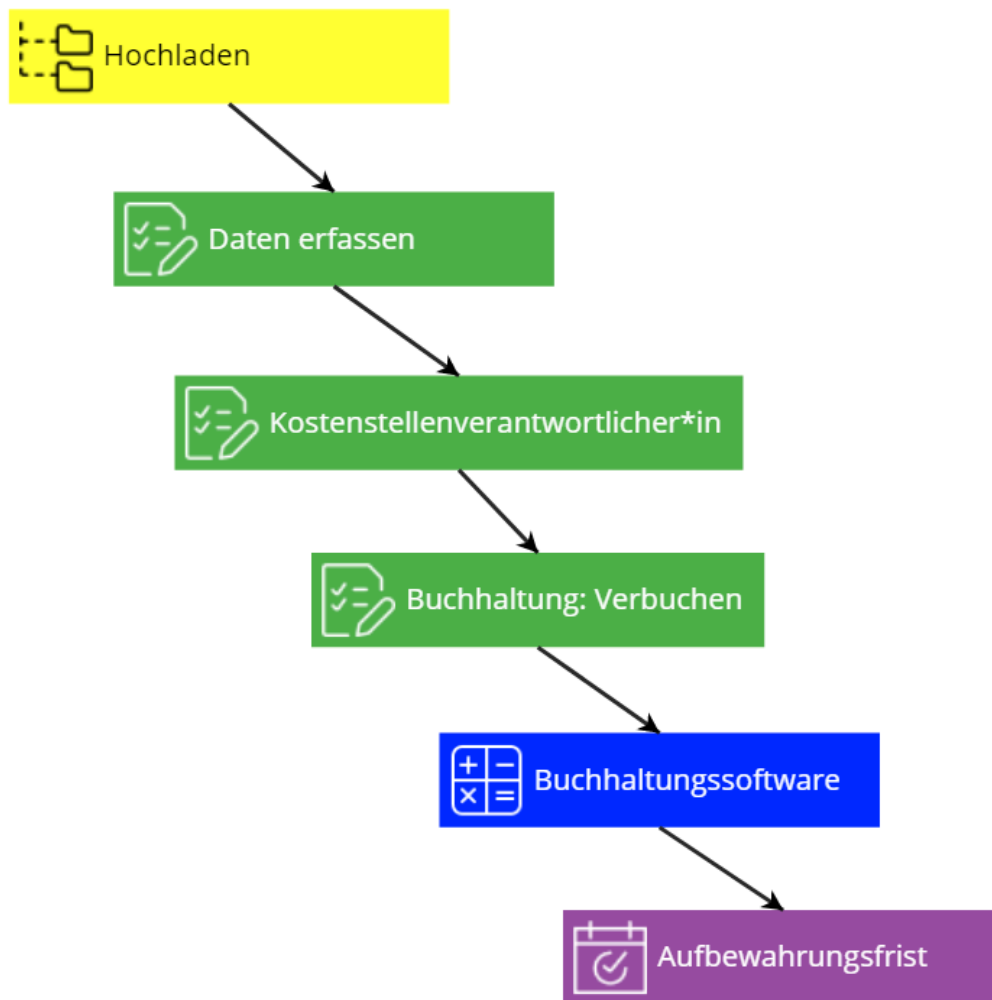 Hochladen
Daten erfassen
Kostenstellenverantwortlicher*in
Buchhaltung: Verbuchen
Buchhaltungssoftware
Aufbewahrungsfrist